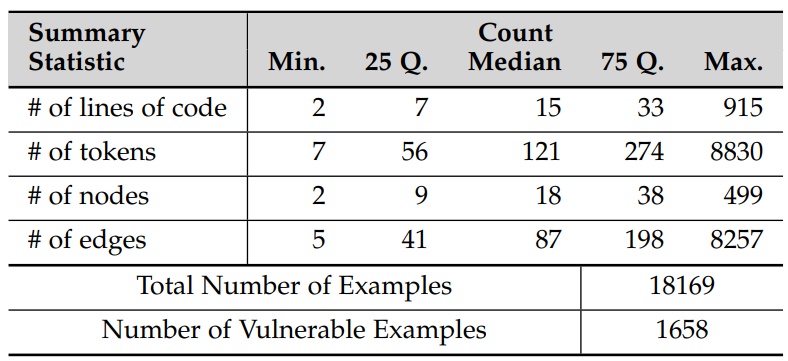 Summary Count
Statistic Min. 25 Q. Median 75 Q. Max.
# of lines of code 2 7 15 33 915
# of tokens 7 56 121 274 8830
# of nodes 2 9 18 38 499
# of edges 5 41 87 198 8257
Total Number of Examples 18169
Number of Vulnerable Examples 1658